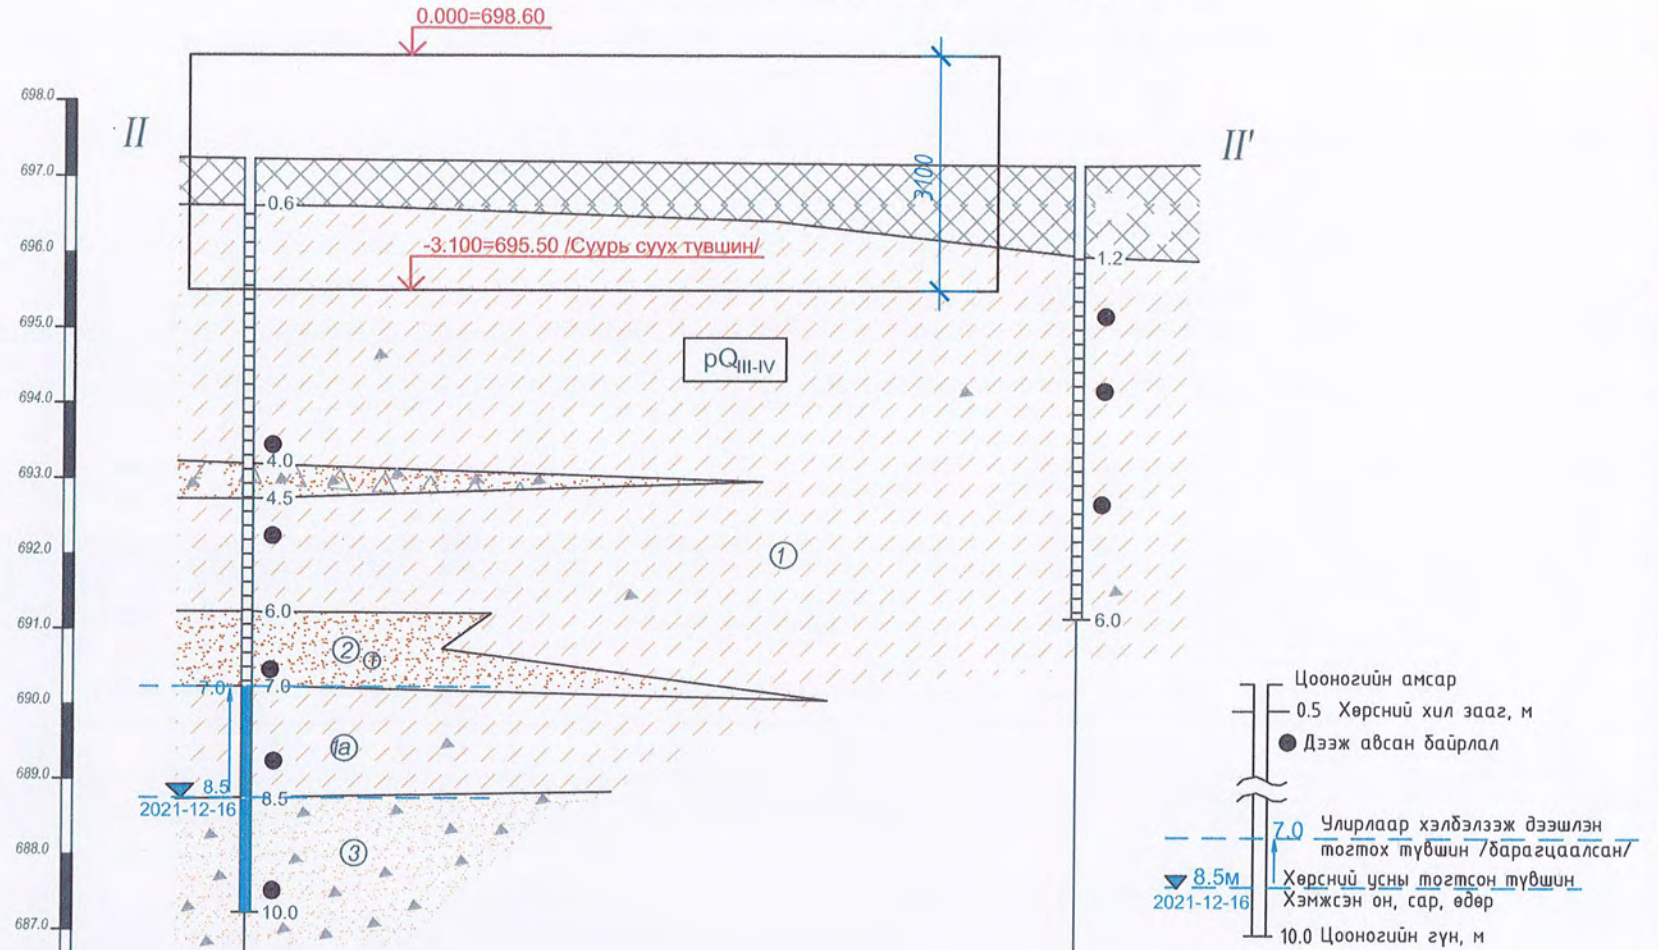 0.000=698.60
698.0
II
II'
697.0
3100
0.6
696.0
-3.100=695.50 /Суурь суух түвшин/
1.2
695.0
pQIII-IV
694.0
4.0
693.0
4.5
692.0
1
6.0
691.0
6.0
2 т
7.0 7.0
690.0
1a
689.0
8.5
8.5
2021-12-16
688.0
3
10.0
687.0
Цооногийн амсар
0.5 Хөрсний хил зааг, м
Дээж авсан байрлал
7.0 Улирлаар хэлбэлзэж дээшлэн
тогтох түвшин /барагцаалсан/
8.5м Хөрсний усны тогтсон түвшин
2021-12-16 Хэмжсэн он, сар, өдөр
10.0 Цооногийн гүн, м